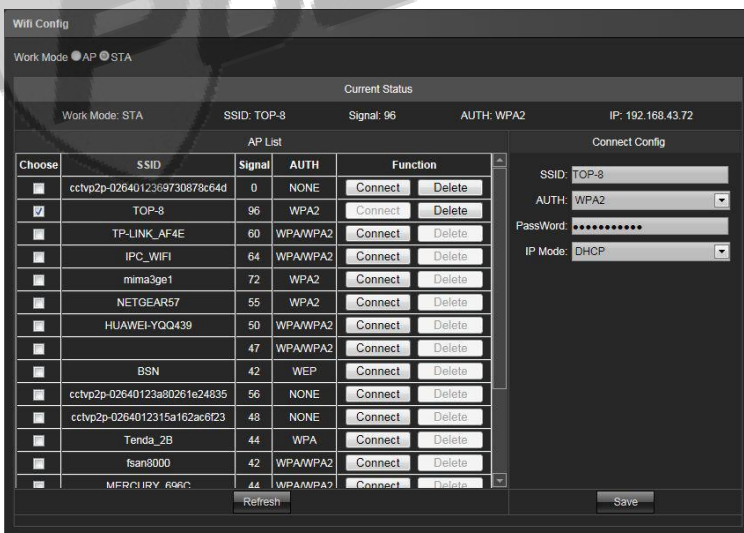 Wifi Config
Work Mode AP STA
Current Status
Work Mode: STA SSID: TOP-8 Signal: 96 AUTH: WPA2 IP: 192.168.43.72
AP List
Choose SSID Signal AUTH Function
cctvp2p-0264012369730878c64d 0 NONE Connect Delete
TOP-8 96 WPA2 Connect Delete
TP-LINK_AF4E 60 WPA/WPA2 Connect Delete
IPC_WIFI 64 WPA/WPA2 Connect Delete
mima3ge1 72 WPA2 Connect Delete
NETGEAR57 55 WPA2 Connect Delete
HUAWEI-YQQ439 50 WPA/WPA2 Connect Delete
47 WPA/WPA2 Connect Delete
BSN 42 WEP Connect Delete
cctvp2p-02640123a80261e24835 56 NONE Connect Delete
cctvp2p-0264012315a162ac6f23 48 NONE Connect Delete
Tenda_2B 44 WPA Connect Delete
fsan8000 42 WPA/WPA2 Connect Delete
MERCURY_696C 44 WPA/WPA2 Connect Delete
Refresh
Connect Config
SSID: TOP-8
AUTH: WPA2
PassWord: ●●●●●●●●●●●
IP Mode: DHCP
Save